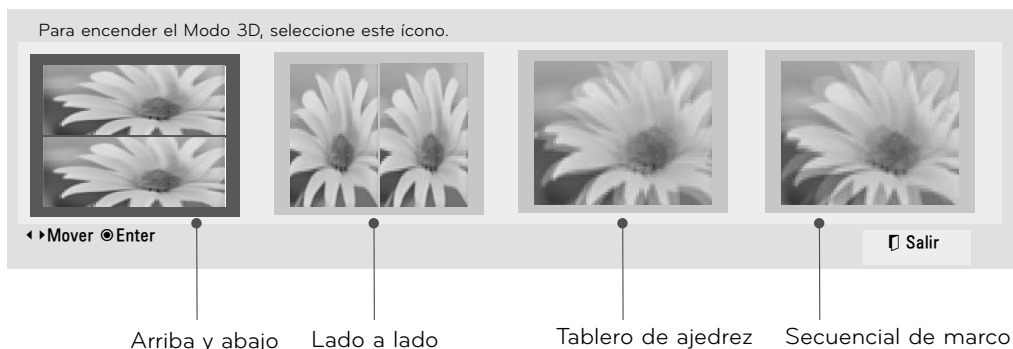 Para encender el Modo 3D, seleccione este ícono.
Mover Enter
Salir
Arriba y abajo
Lado a lado
Tablero de ajedrez
Secuencial de marco